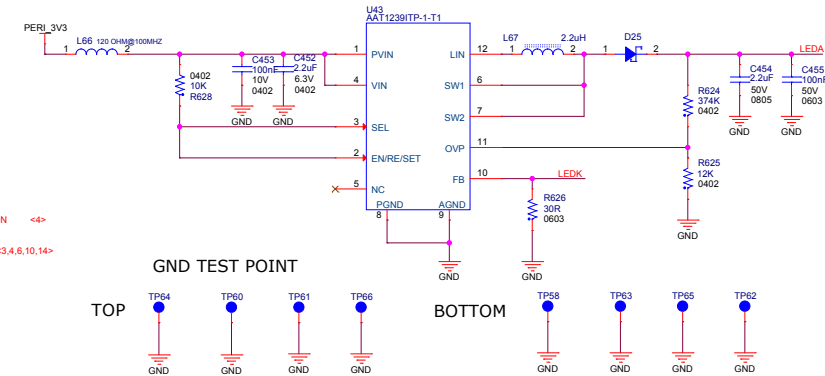 U43
AAT1239ITP-1-T1
PERI_3V3
L66 120 OHM@100MHZ
1 2
L67 2.2uH
1 2
D25
1 2
LEDA
1 PVIN
LIN 12
C453
100nF
10V
0402
GND
C452
2.2uF
6.3V
0402
GND
0402
10K
R628
4 VIN
SW1 6
3 SEL
SW2 7
2 EN/RE/SET
OVP 11
5 NC
FB 10
LEDK
PGND
8
AGND
9
GND
R626
30R
0603
GND
R624
374K
0402
R625
12K
0402
GND
C454
2.2uF
50V
0805
GND
C455
100nF
50V
0603
GND
N <4>
3,4,6,10,14>
GND TEST POINT
TOP
TP64 TP60 TP61 TP66
GND GND GND GND
BOTTOM
TP58 TP63 TP65 TP62
GND GND GND GND